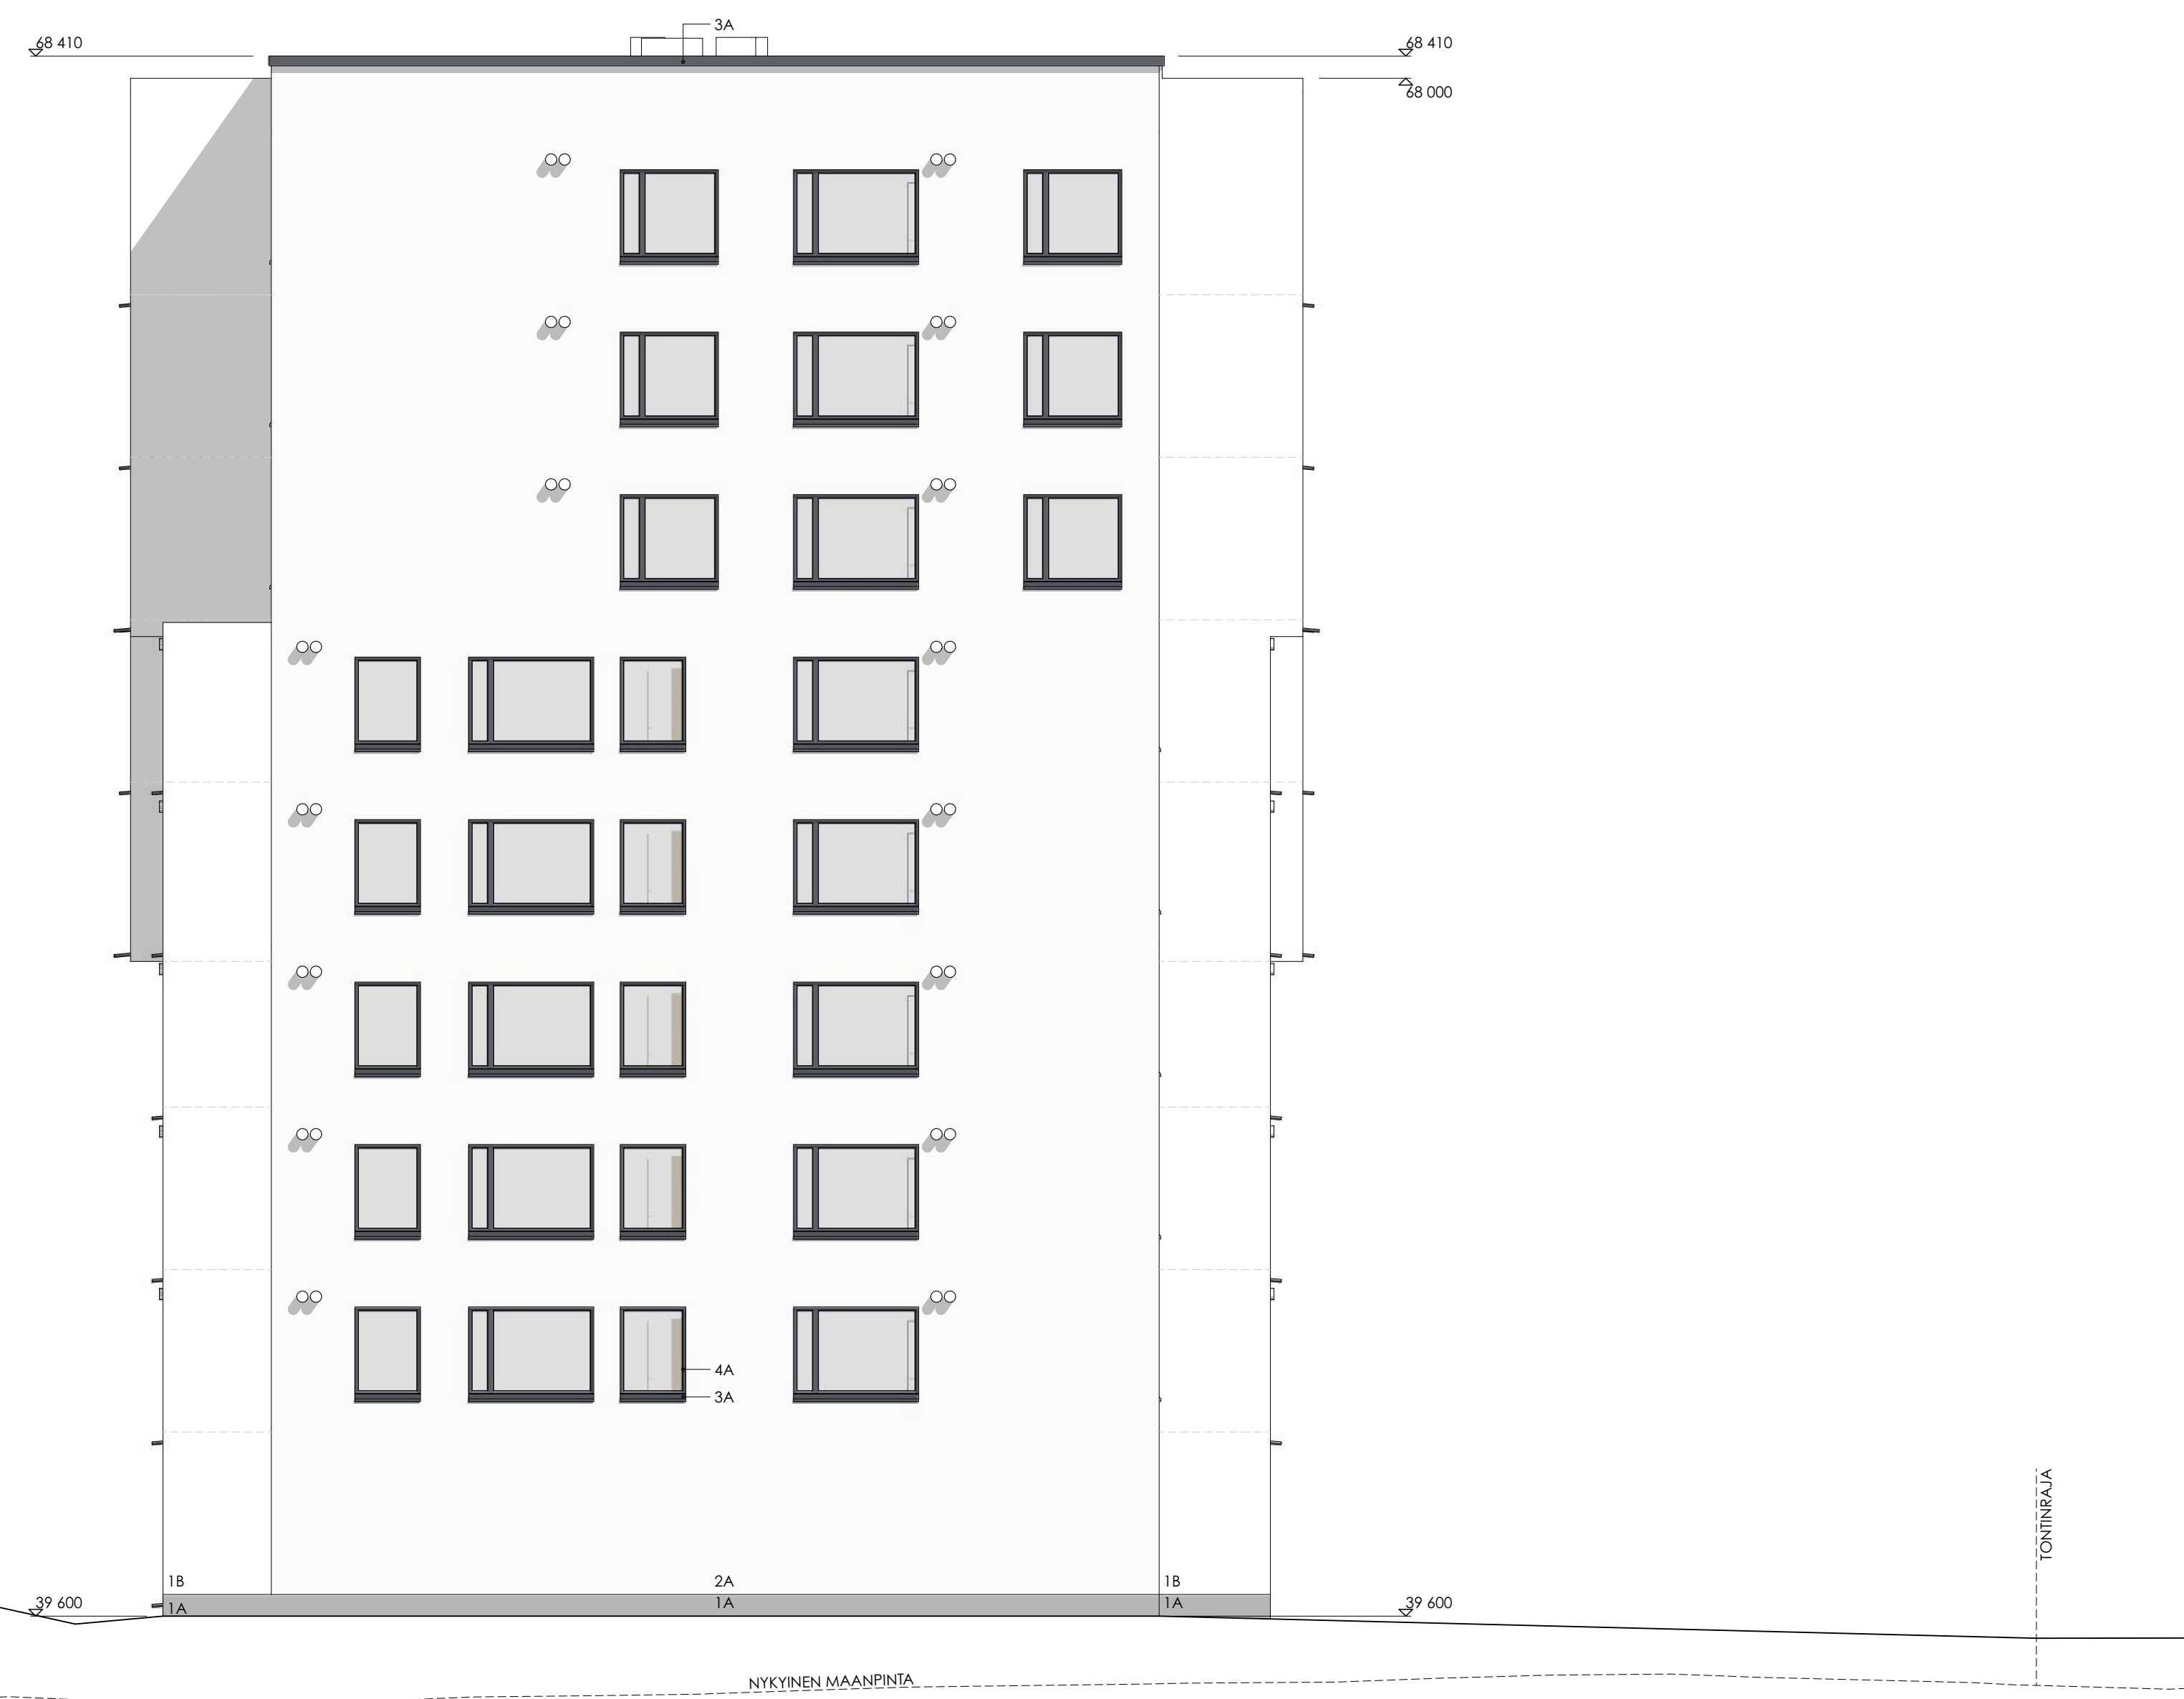 3A
68 410
68 410
68 000
4A
3A
TONTINRAJA
1B
2A
1B
39 600
1A
1A
1A
39 600
NYKYINEN MAANPINTA